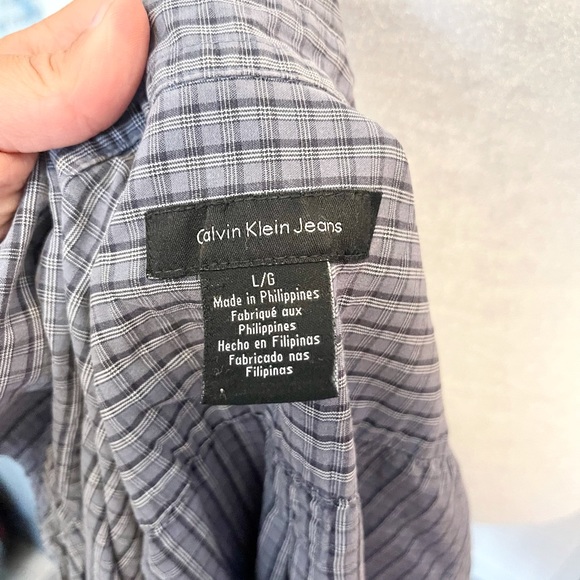 Calvin Klein Jeans
L/G
Made in Philippines
Fabriqué aux
Philippines
Hecho en Filipinas
Fabricado nas
Filipinas